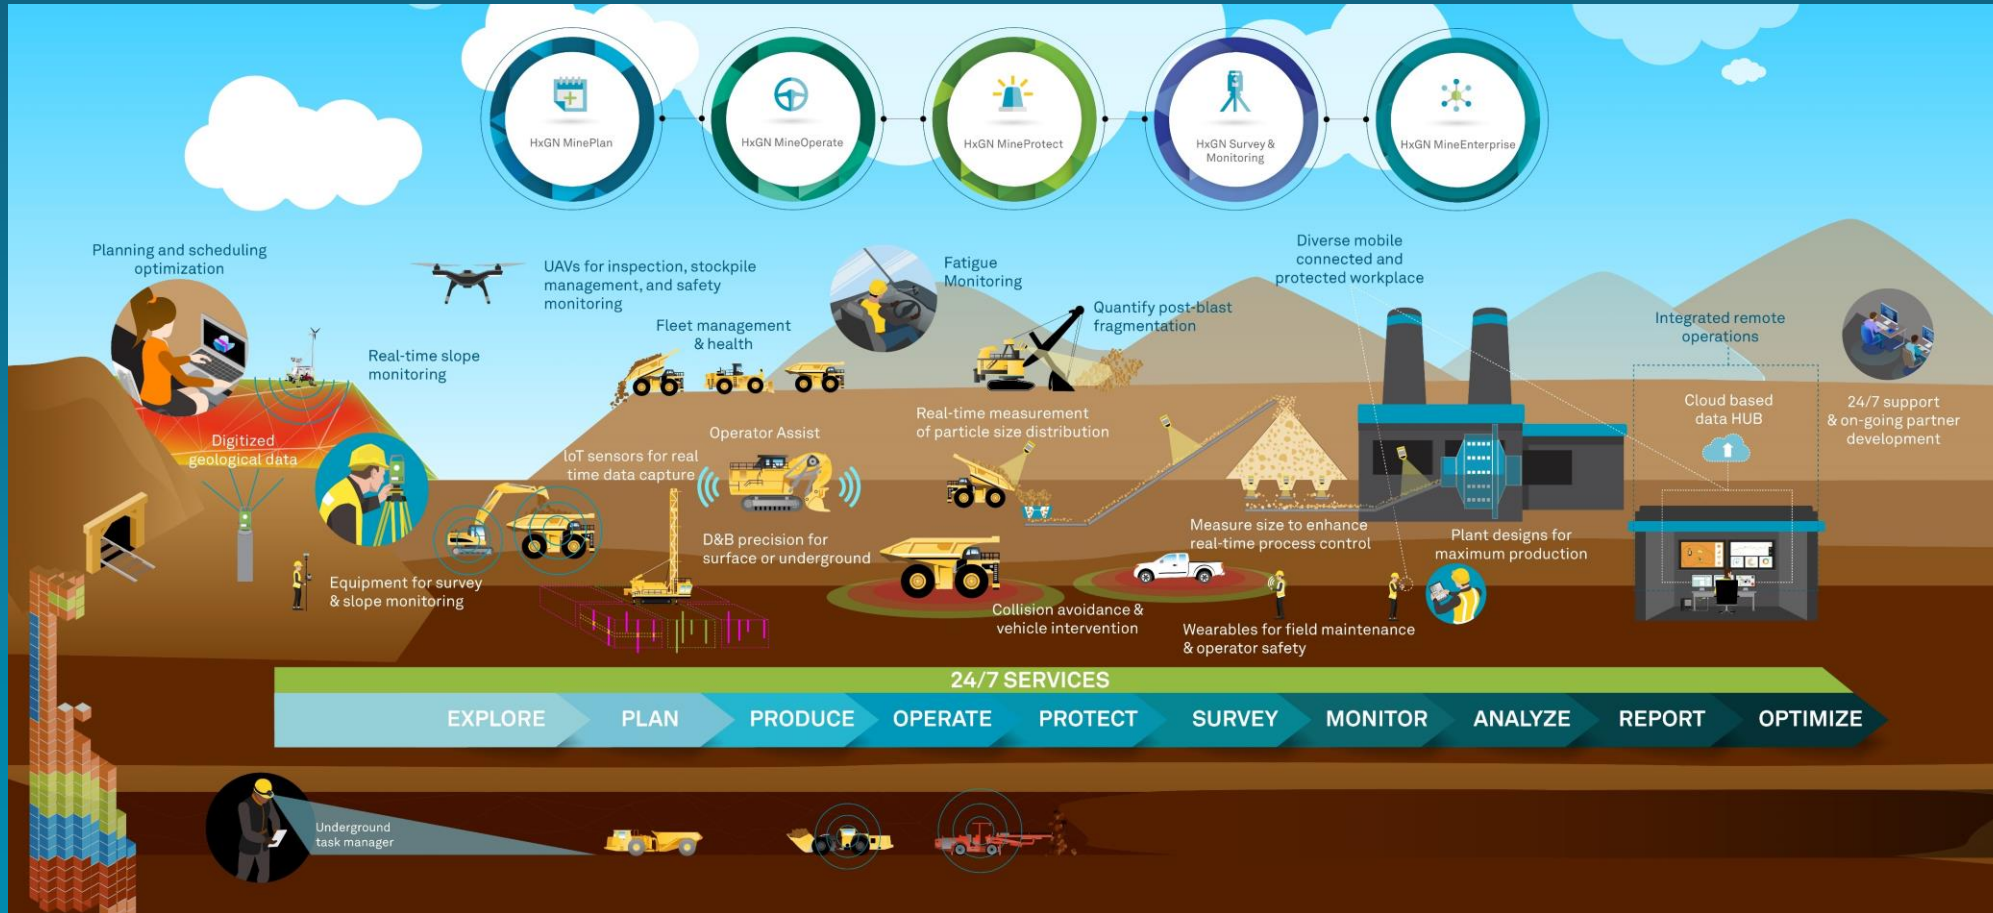 HxGN MinePlan
HxGN MineOperate
HxGN MineProtect
HxGN Survey &
Monitoring
HxGN MineEnterprise
Planning and scheduling
optimization
UAVs for inspection, stockpile
management, and safety
monitoring
Fatigue
Monitoring
Diverse mobile
connected and
protected workplace
Real-time slope
monitoring
Fleet management
& health
Quantify post-blast
fragmentation
Integrated remote
operations
Digitized
geological data
IoT sensors for real
time data capture
Operator Assist
Real-time measurement
of particle size distribution
Cloud based
data HUB
24/7 support
& on-going partner
development
Equipment for survey
& slope monitoring
D&B precision for
surface or underground
Measure size to enhance
real-time process control
Plant designs for
maximum production
Collision avoidance &
vehicle intervention
Wearables for field maintenance
& operator safety
24/7 SERVICES
EXPLORE
PLAN
PRODUCE
OPERATE
PROTECT
SURVEY
MONITOR
ANALYZE
REPORT
OPTIMIZE
Underground
task manager